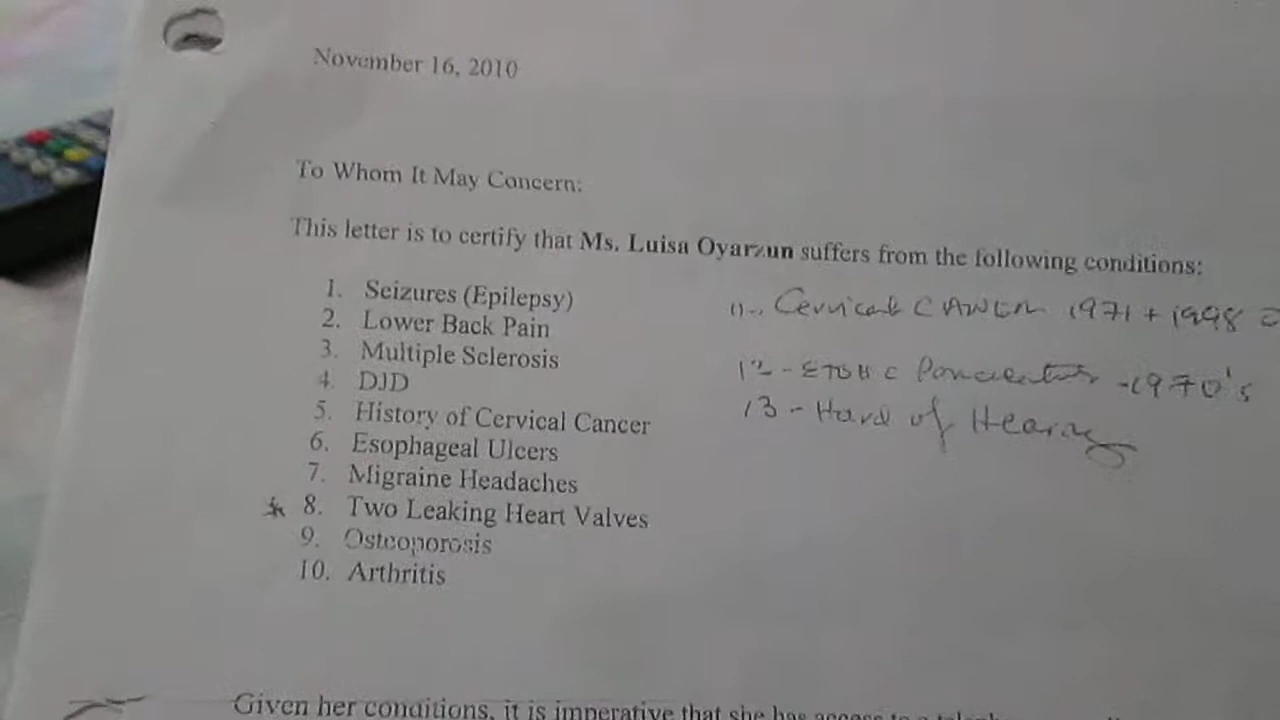 November 16, 2010
To Whom It May Concern:
This letter is to certify that Ms. Luisa Oyarzun suffers from the following conditions:
1. Seizures (Epilepsy)
2. Lower Back Pain
3. Multiple Sclerosis
4. DJD
5. History of Cervical Cancer
6. Esophageal Ulcers
7. Migraine Headaches
8. Two Leaking Heart Valves
9. Osteoporosis
10. Arthritis
11-. Cervical CANCER 1971 + 1998
12 - ETOH C Pancreatitis - 1970's
13 - Hard of Hearing
Given her conditions, it is imperative that she has access to a